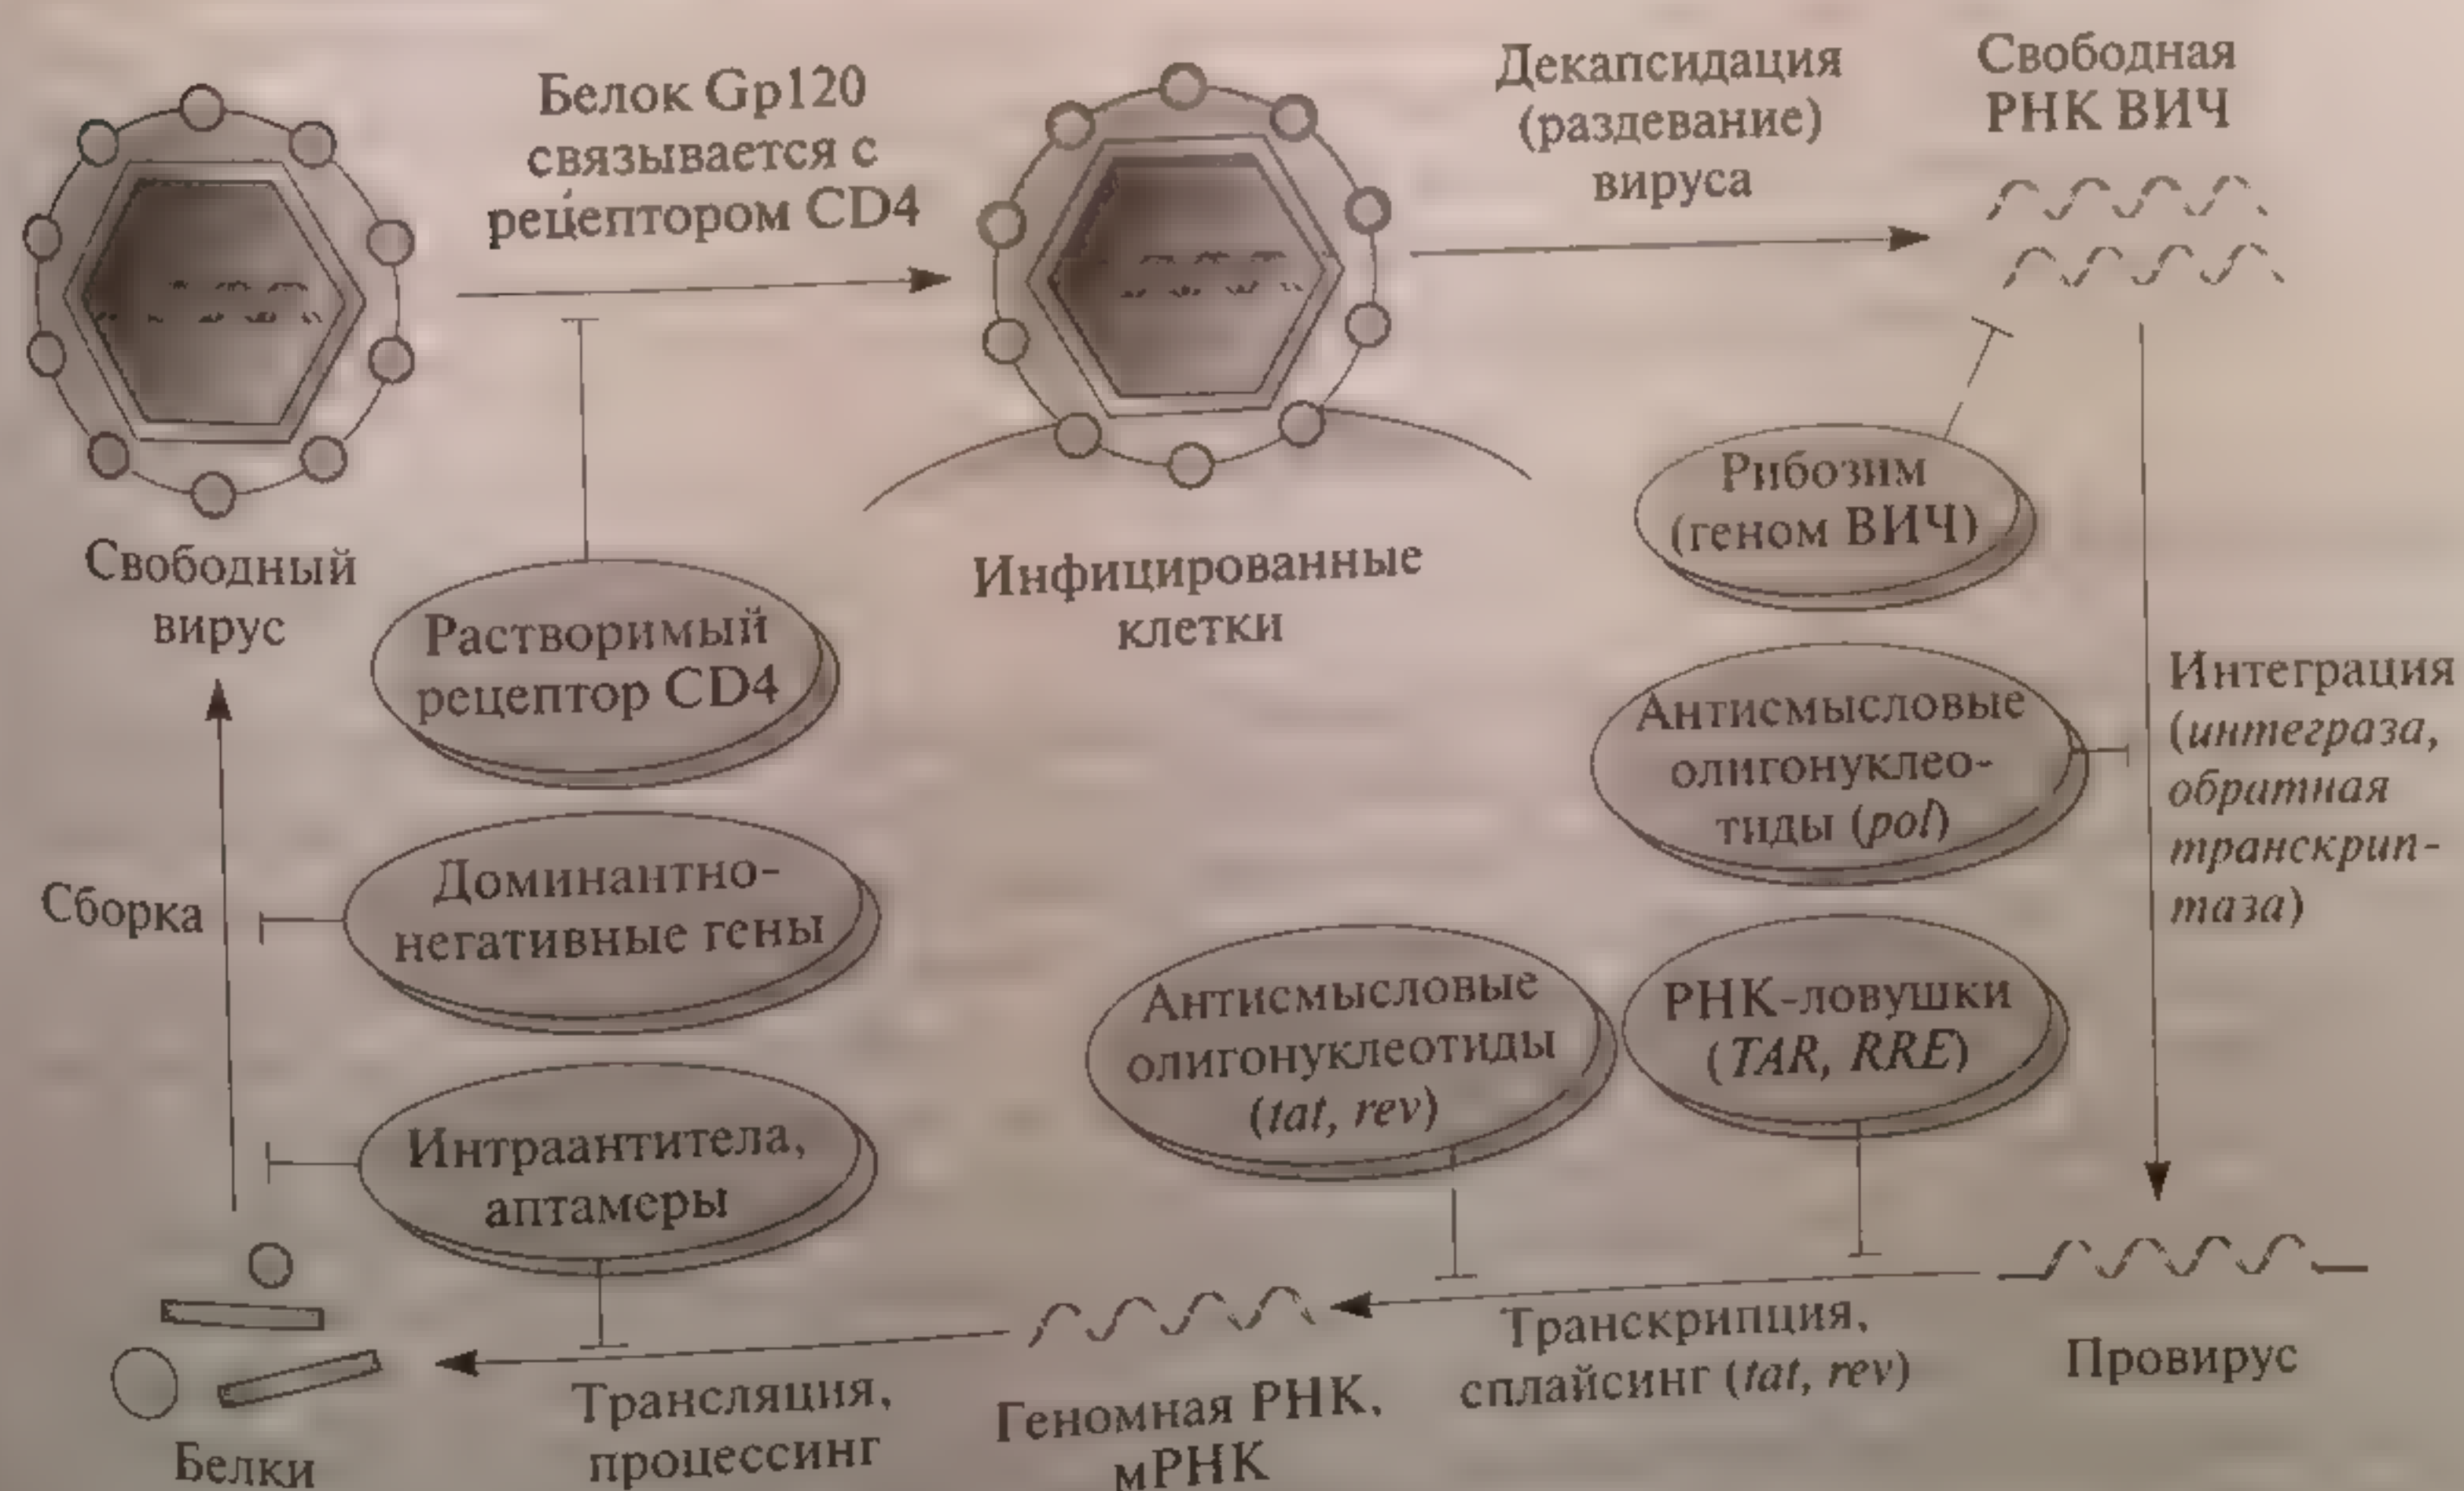 Белок Gp120
связывается с
рецептором CD4
Декапсидация
(раздевание)
вируса
Свободная
РНК ВИЧ
Свободный
вирус
Инфицированные
клетки
Растворимый
рецептор CD4
Рибозим
(геном ВИЧ)
Антисмысловые
олигонуклео-
тиды (pol)
Интеграция
(интеграза,
обратная
транскрип-
таза)
Сборка
Доминантно-
негативные гены
Антисмысловые
олигонуклеотиды
(tat, rev)
РНК-ловушки
(TAR, RRE)
Интраантитела,
аптамеры
Белки
Трансляция,
процессинг
Геномная РНК,
мРНК
Транскрипция,
сплайсинг (tat, rev)
Провирус